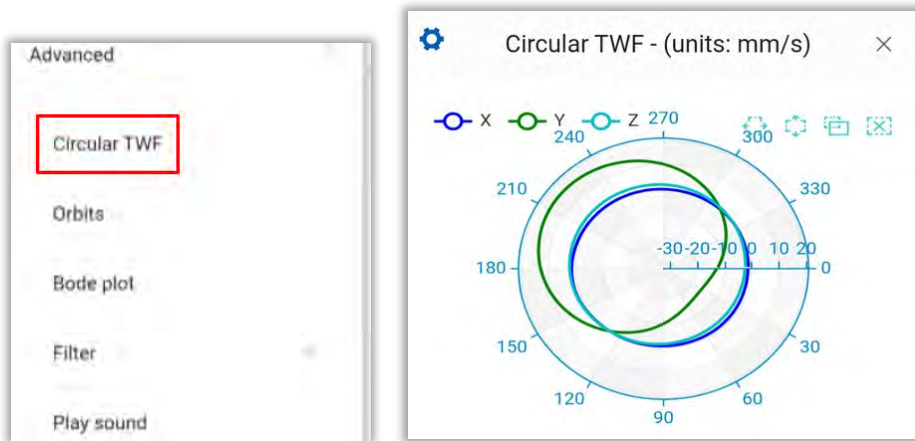 Advanced
Circular TWF
Orbits
Bode plot
Filter
Play sound
Circular TWF - (units: mm/s)
X Y Z
270
240 300
210 330
-30 -20 -10 0 10 20
180 0
150 30
120 60
90